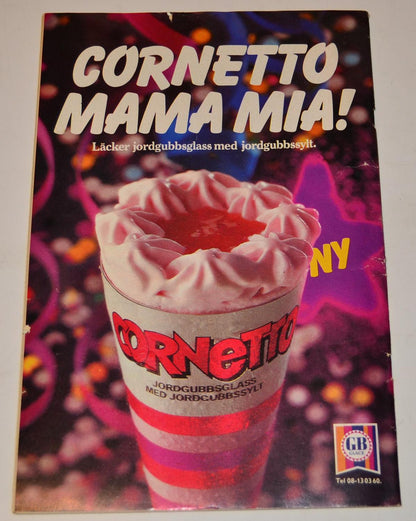 CORNETTO
MAMA MIA!
Läcker jordgubbsglass med jordgubbssylt.
NY
CORNETTO
JORDGUBBSGLASS
MED JORDGUBBSSYLT
GB
GLACE
Tel 08-13 03 60.